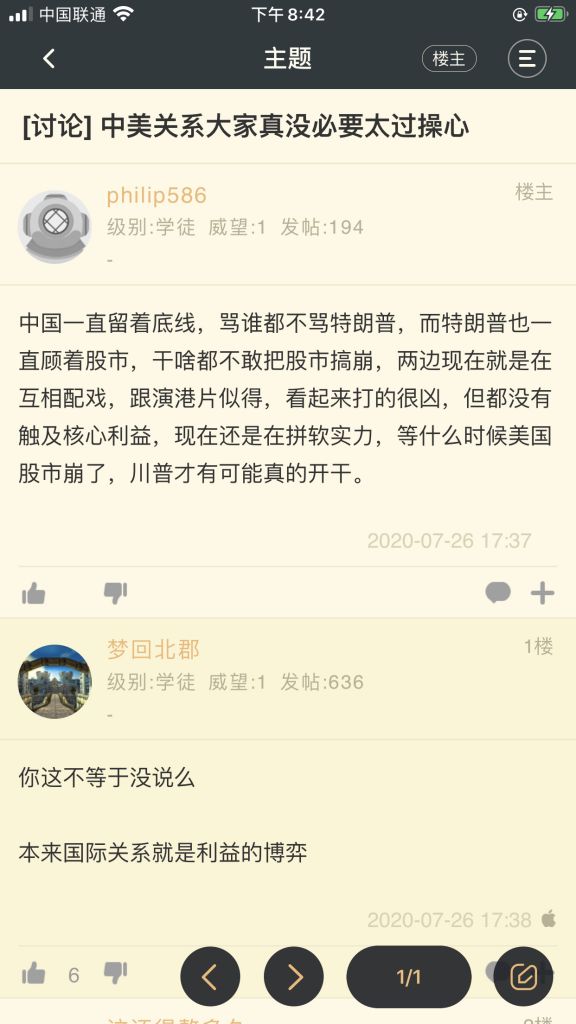 中国联通
下午8:42
主题
楼主
[讨论] 中美关系大家真没必要太过操心
philip586
楼主
级别:学徒 威望:1 发帖:194
-
中国一直留着底线，骂谁都不骂特朗普，而特朗普也一
直顾着股市，干啥都不敢把股市搞崩，两边现在就是在
互相配戏，跟演港片似得，看起来打的很凶，但都没有
触及核心利益，现在还是在拼软实力，等什么时候美国
股市崩了，川普才有可能真的开干。
2020-07-26 17:37
梦回北郡
1楼
级别:学徒 威望:1 发帖:636
-
你这不等于没说么
本来国际关系就是利益的博弈
2020-07-26 17:38
6
1/1